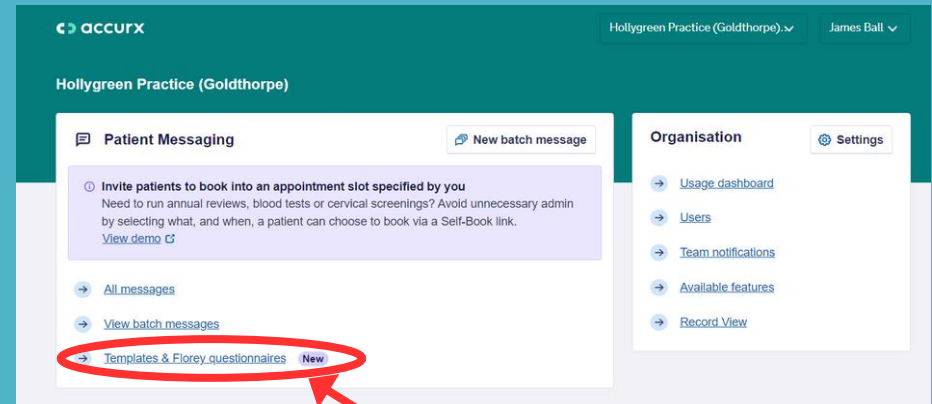 accurx
Hollygreen Practice (Goldthorpe).
James Ball
Hollygreen Practice (Goldthorpe)
Patient Messaging
New batch message
Invite patients to book into an appointment slot specified by you
Need to run annual reviews, blood tests or cervical screenings? Avoid unnecessary admin
by selecting what, and when, a patient can choose to book via a Self-Book link.
View demo
All messages
View batch messages
Templates & Florey questionnaires New
Organisation
Settings
Usage dashboard
Users
Team notifications
Available features
Record View